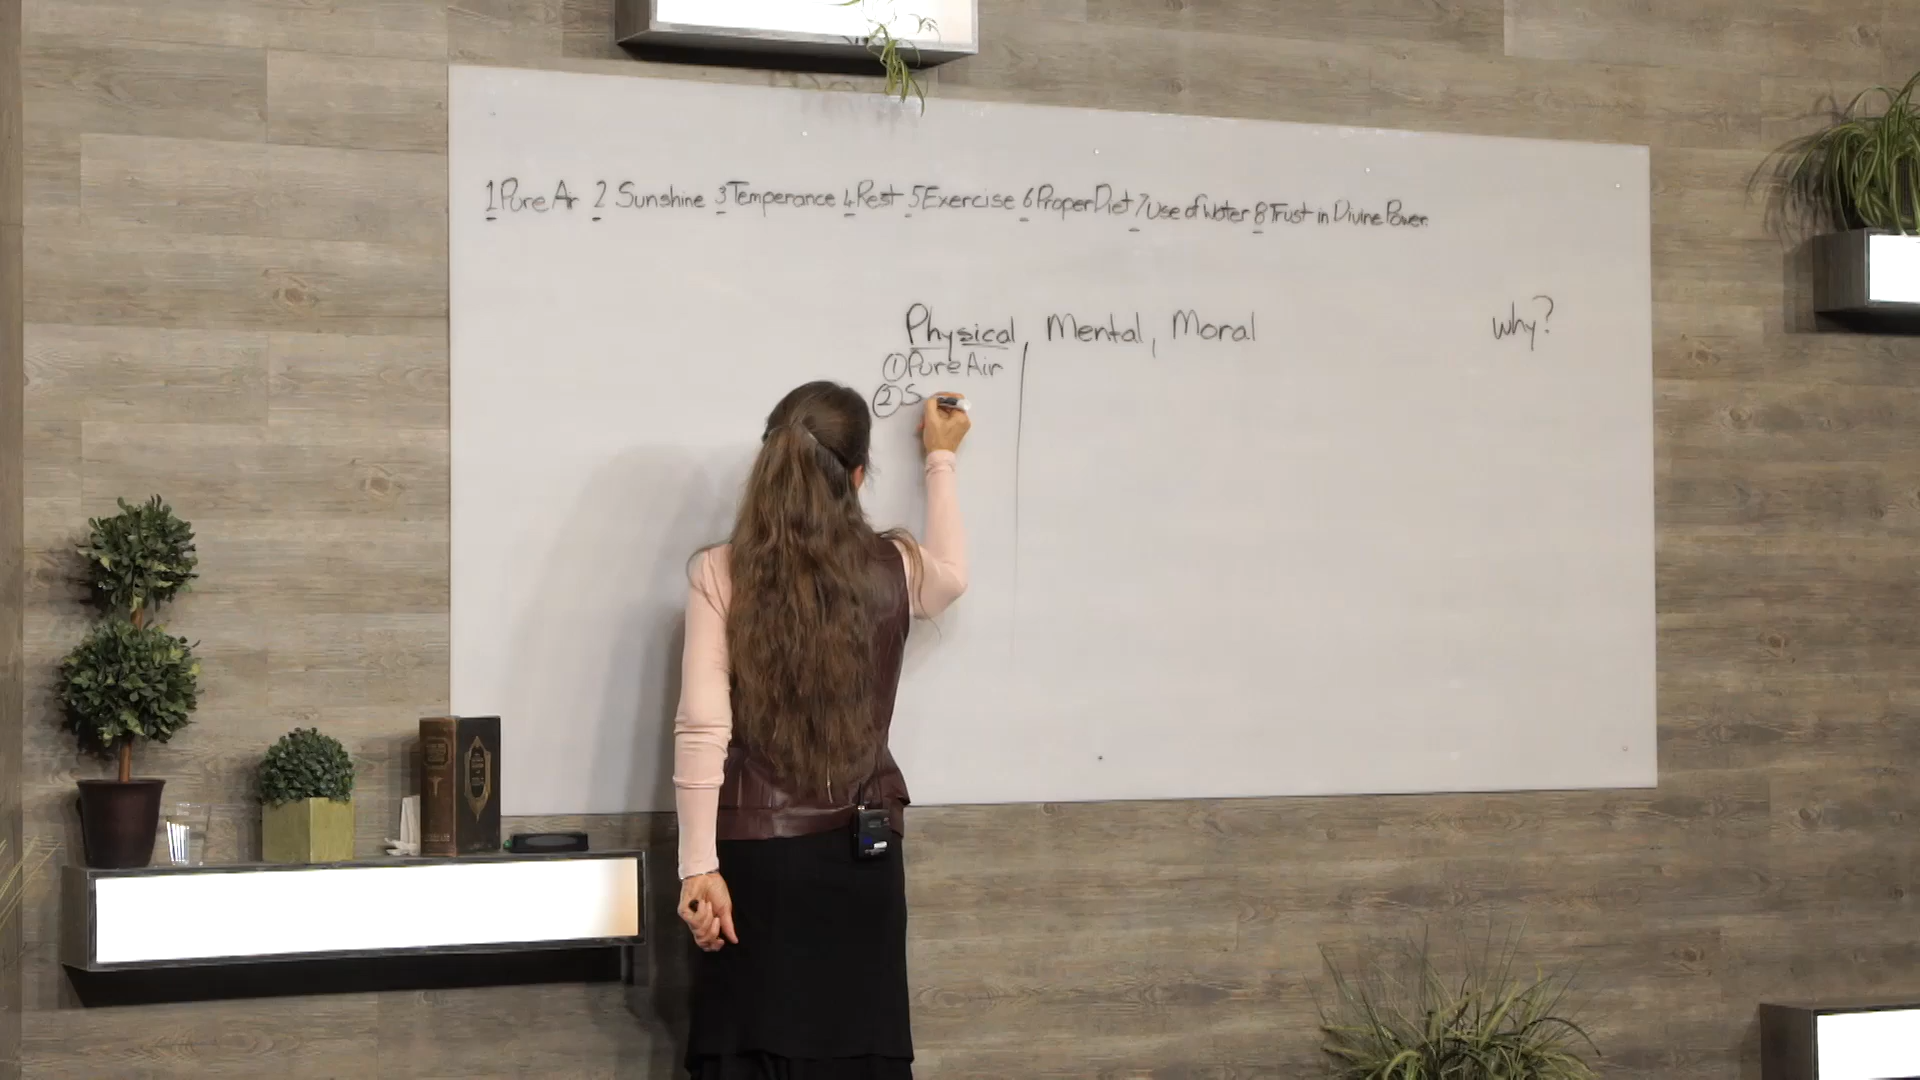 1 Pure Air 2 Sunshine 3 Temperance 4 Rest 5 Exercise 6 Proper Diet 7 Use of Water 8 Trust in Divine Power
Physical, Mental, Moral why?
① Pure Air
② S